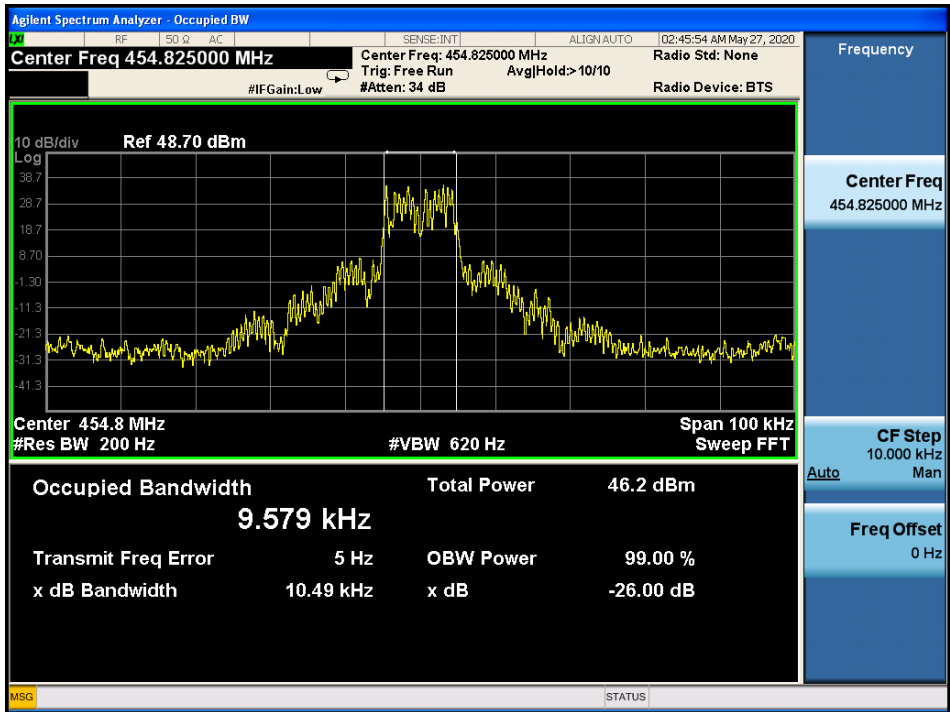 Agilent Spectrum Analyzer - Occupied BW
LXI RF 50 Ω AC SENSE:INT ALIGN AUTO 02:45:54 AM May 27, 2020
Center Freq 454.825000 MHz
Center Freq: 454.825000 MHz Radio Std: None
Trig: Free Run Avg|Hold:>10/10
#IFGain:Low #Atten: 34 dB Radio Device: BTS
10 dB/div Ref 48.70 dBm
Log
38.7
28.7
18.7
8.70
-1.30
-11.3
-21.3
-31.3
-41.3
Center 454.8 MHz Span 100 kHz
#Res BW 200 Hz #VBW 620 Hz Sweep FFT
Occupied Bandwidth Total Power 46.2 dBm
9.579 kHz
Transmit Freq Error 5 Hz OBW Power 99.00 %
x dB Bandwidth 10.49 kHz x dB -26.00 dB
MSG STATUS
Frequency
Center Freq
454.825000 MHz
CF Step
10.000 kHz
Auto Man
Freq Offset
0 Hz